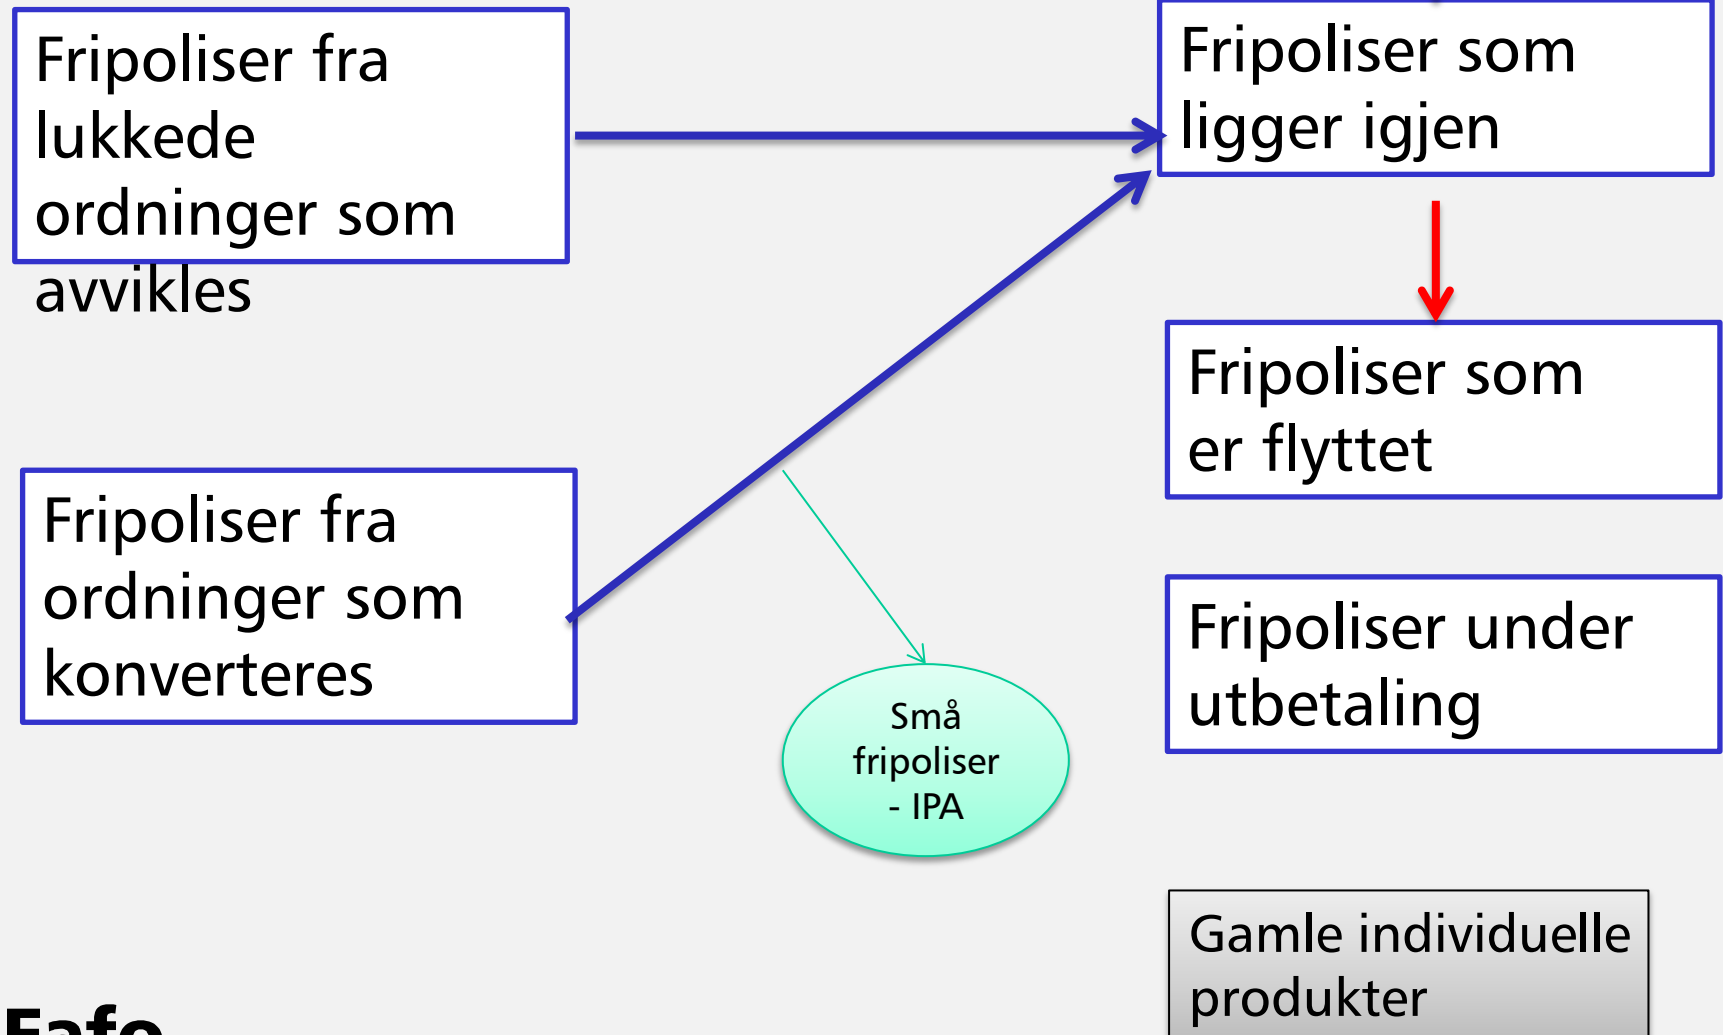 Fripoliser fra
lukkede
ordninger som
avvikles
Fripoliser som
ligger igjen
Fripoliser som
er flyttet
Fripoliser fra
ordninger som
konverteres
Fripoliser under
utbetaling
Små
fripoliser
- IPA
Gamle individuelle
produkter
Fafo